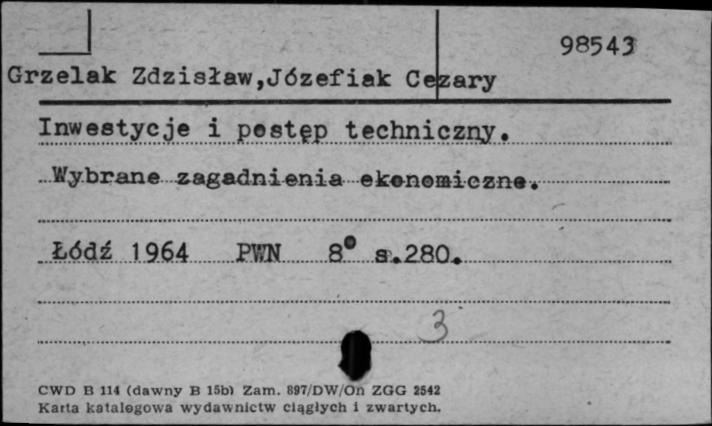 98543
Grzelak Zdzisław,Józefiak Cezary
Inwestycje i postęp techniczny.
Wybrane zagadnienia ekonomiczne.
Łódź 1964 PWN 8° s.280.
3
CWD B 114 (dawny B 15b) Zam. 897/DW/On ZGG 2542
Karta katalogowa wydawnictw ciągłych i zwartych.